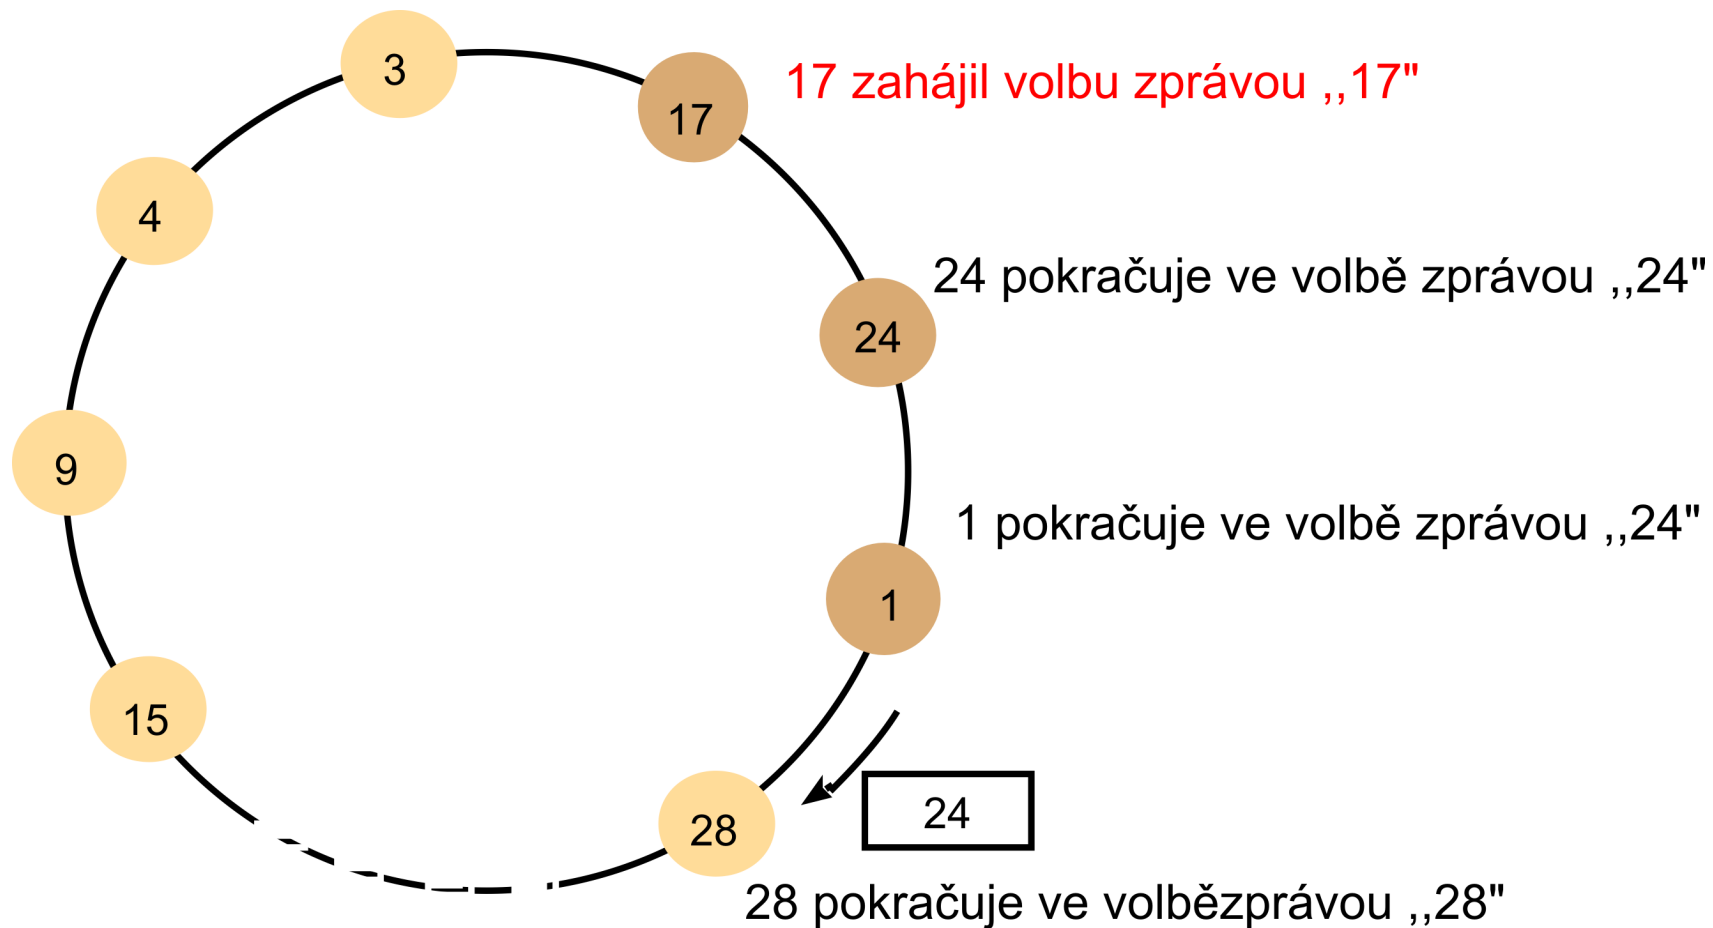 3
17
17 zahájil volbu zprávou ,,17"
4
24 pokračuje ve volbě zprávou ,,24"
24
9
1 pokračuje ve volbě zprávou ,,24"
1
15
24
28
28 pokračuje ve volbězprávou ,,28"